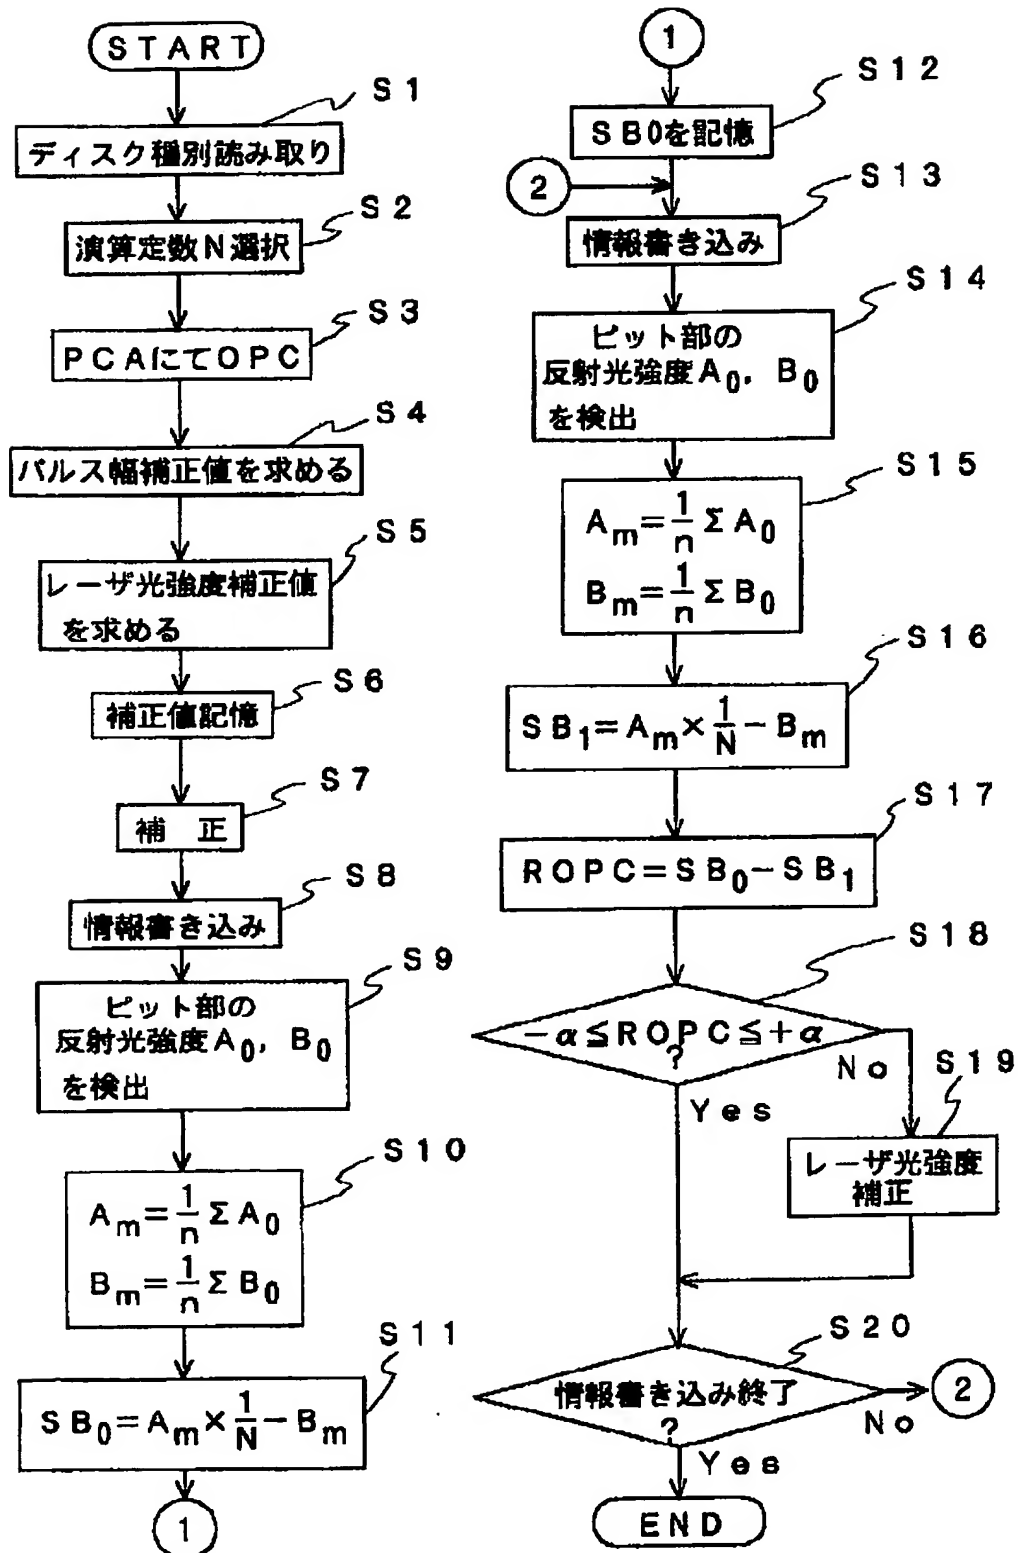 START
S1
ディスク種別読み取り
S2
演算定数N選択
S3
PCAにてOPC
S4
パルス幅補正値を求める
S5
レーザ光強度補正値
を求める
S6
補正値記憶
S7
補 正
S8
情報書き込み
S9
ピット部の
反射光強度A₀, B₀
を検出
S10
Aₘ=1/n ΣA₀
Bₘ=1/n ΣB₀
S11
SB₀=Aₘ×1/N-Bₘ
1
1
S12
SB0を記憶
2
S13
情報書き込み
S14
ピット部の
反射光強度A₀, B₀
を検出
S15
Aₘ=1/n ΣA₀
Bₘ=1/n ΣB₀
S16
SB₁=Aₘ×1/N-Bₘ
S17
ROPC=SB₀-SB₁
S18
-α≦ROPC≦+α
?
No
Yes
S19
レーザ光強度
補正
S20
情報書き込み終了
?
2
No
Yes
END